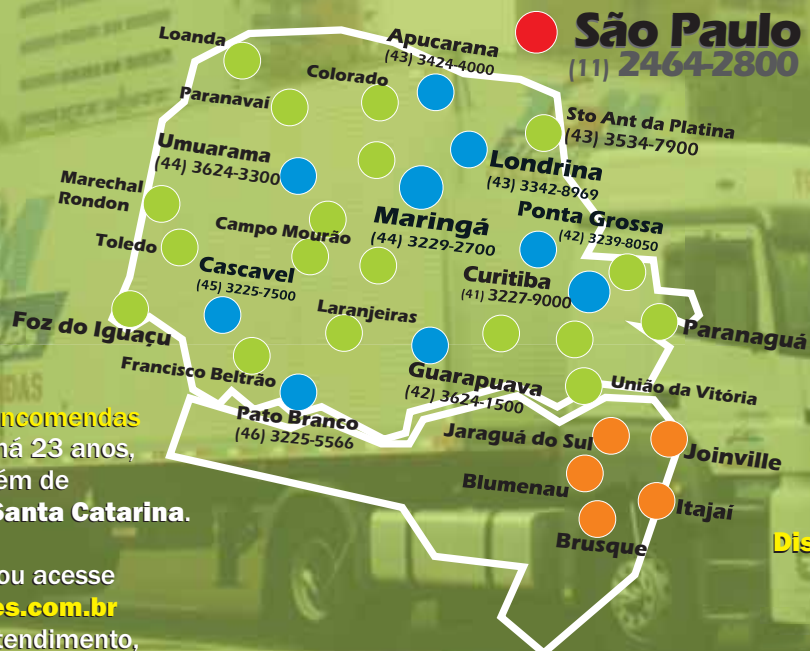 São Paulo
(11) 2464-2800
Loanda
Apucarana
(43) 3424-4000
Colorado
Paranavai
Sto Ant da Platina
(43) 3534-7900
Umuarama
(44) 3624-3300
Londrina
(43) 3342-8969
Marechal
Rondon
Maringá
(44) 3229-2700
Ponta Grossa
(42) 3239-8050
Campo Mourão
Toledo
Cascavel
(45) 3225-7500
Curitiba
(41) 3227-9000
Laranjeiras
Foz do Iguaçu
Paranaguá
Francisco Beltrão
Guarapuava
(42) 3624-1500
União da Vitória
Pato Branco
(46) 3225-5566
Jaraguá do Sul
Joinville
Blumenau
Itajaí
Brusque
ncomendas
há 23 anos,
ém de
Santa Catarina.
ou acesse
es.com.br
tendimento,
Dis